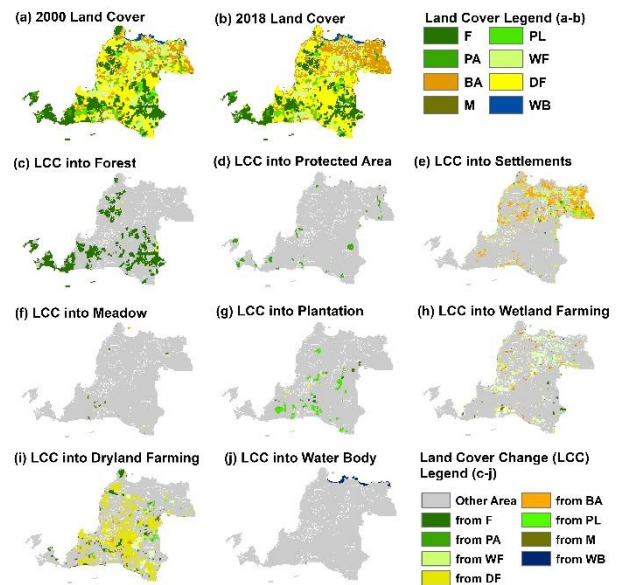 (a) 2000 Land Cover
(b) 2018 Land Cover
Land Cover Legend (a-b)
F
PL
PA
WF
BA
DF
M
WB
(c) LCC into Forest
(d) LCC into Protected Area
(e) LCC into Settlements
(f) LCC into Meadow
(g) LCC into Plantation
(h) LCC into Wetland Farming
(i) LCC into Dryland Farming
(j) LCC into Water Body
Land Cover Change (LCC)
Legend (c-j)
Other Area
from BA
from F
from PL
from PA
from M
from WF
from WB
from DF